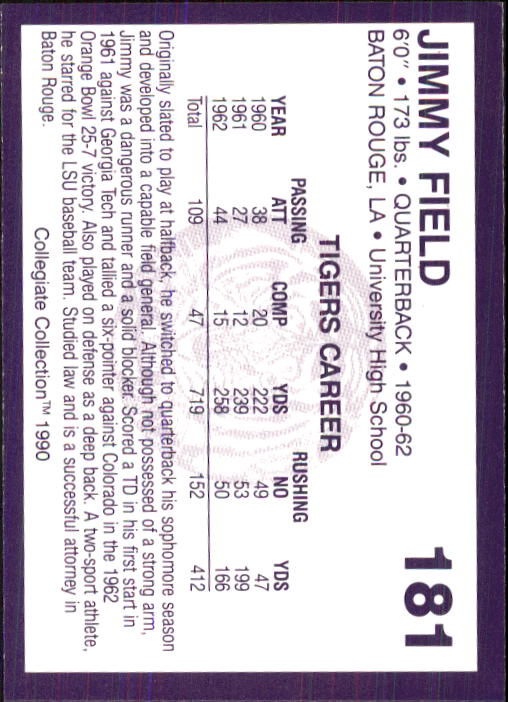 JIMMY FIELD 181
6'0" • 173 lbs. • QUARTERBACK • 1960-62
BATON ROUGE, LA • University High School
TIGERS CAREER
PASSING RUSHING
YEAR ATT COMP YDS NO YDS
1960 38 20 222 49 47
1961 27 12 239 53 199
1962 44 15 258 50 166
Total 109 47 719 152 412
Originally slated to play at halfback, he switched to quarterback his sophomore season
and developed into a capable field general. Although not possessed of a strong arm,
Jimmy was a dangerous runner and a solid blocker. Scored a TD in his first start in
1961 against Georgia Tech and tallied a six-pointer against Colorado in the 1962
Orange Bowl 25-7 victory. Also played on defense as a deep back. A two-sport athlete,
he starred for the LSU baseball team. Studied law and is a successful attorney in
Baton Rouge.
Collegiate Collection™ 1990